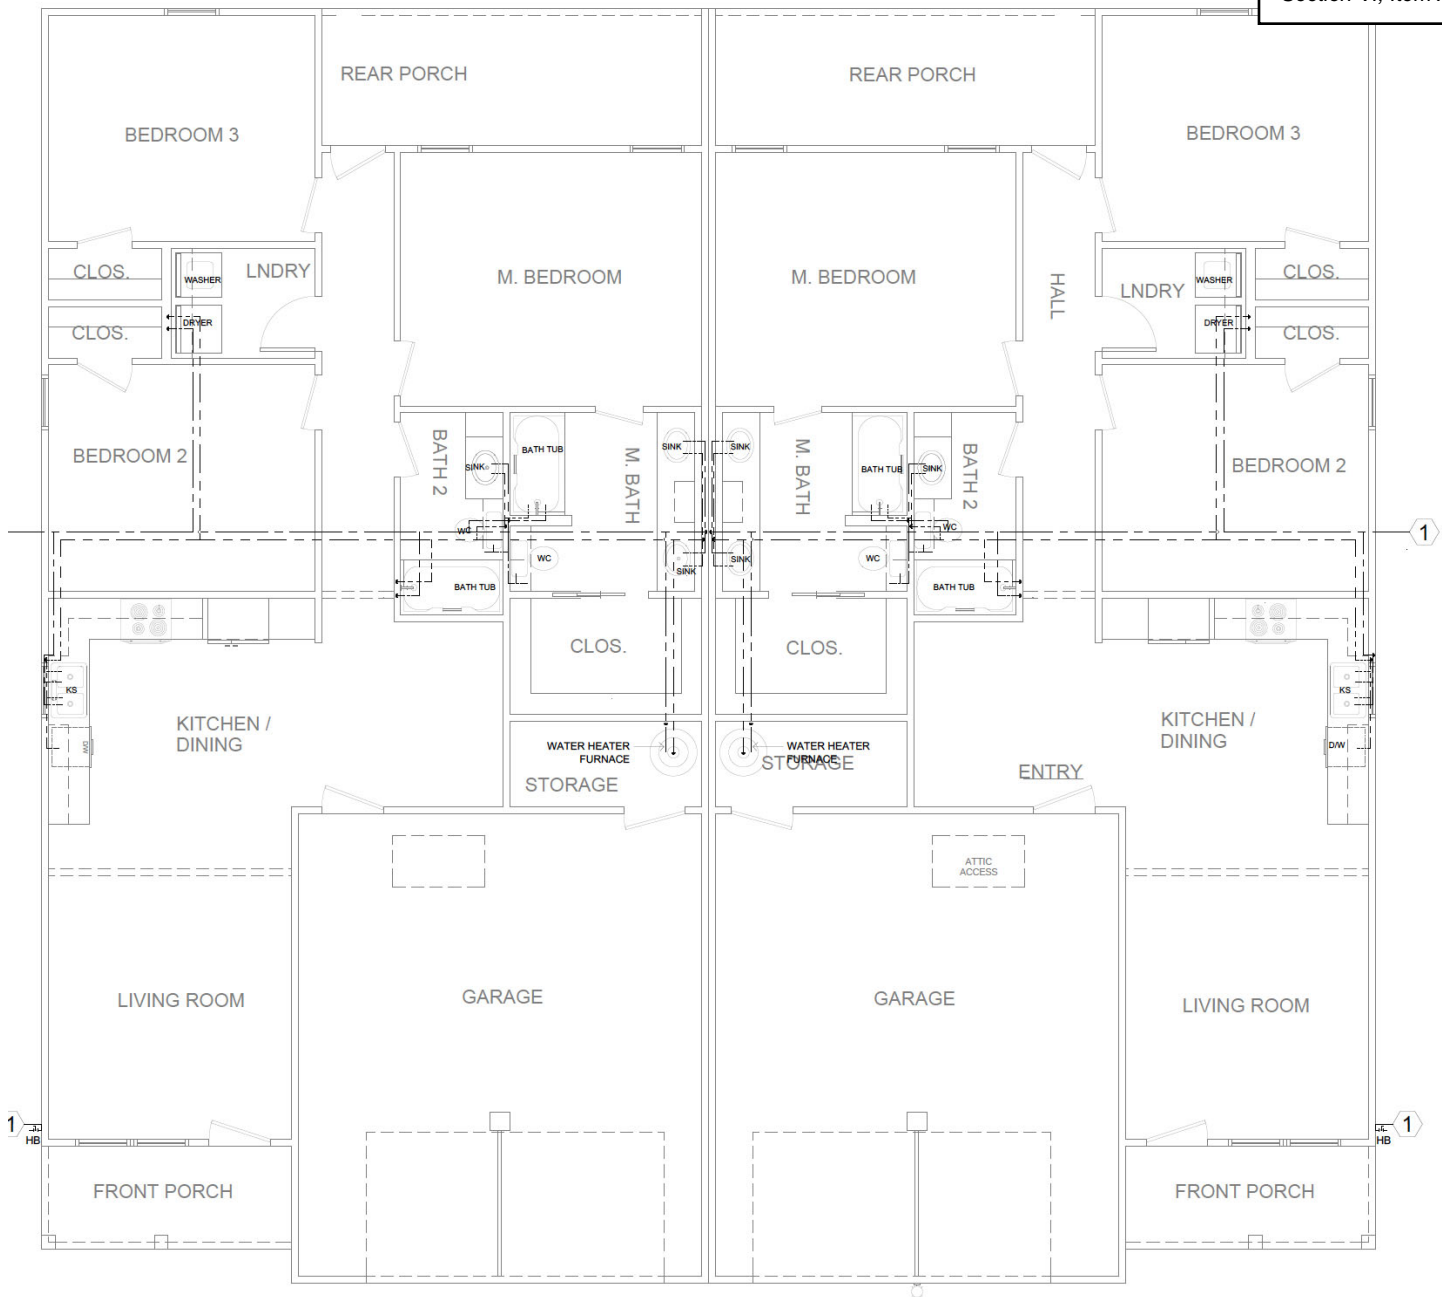 REAR PORCH
REAR PORCH
BEDROOM 3
BEDROOM 3
CLOS.
WASHER
LNDRY
M. BEDROOM
M. BEDROOM
HALL
LNDRY
WASHER
CLOS.
CLOS.
DRYER
DRYER
CLOS.
BEDROOM 2
BATH 2
SINK
BATH TUB
M. BATH
SINK
SINK
M. BATH
BATH TUB
SINK
BATH 2
BEDROOM 2
WC
WC
SINK
SINK
WC
WC
1
BATH TUB
BATH TUB
CLOS.
CLOS.
KS
KS
KITCHEN /
DINING
KITCHEN /
DINING
D/W
D/W
WATER HEATER
FURNACE
WATER HEATER
FURNACE
STORAGE
STORAGE
ENTRY
ATTIC
ACCESS
LIVING ROOM
GARAGE
GARAGE
LIVING ROOM
1
HB
1
HB
FRONT PORCH
FRONT PORCH